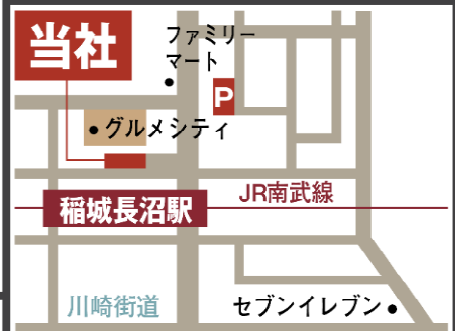 当社
ファミリー
マート
P
グルメシティ
稲城長沼駅
JR南武線
川崎街道
セブンイレブン